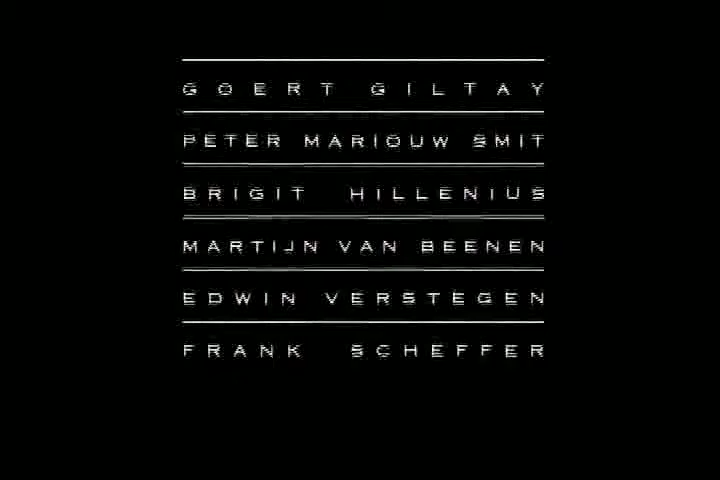 GOERT GILTAY
PETER MARIOUW SMIT
BRIGIT HILLENIUS
MARTIJN VAN BEENEN
EDWIN VERSTEGEN
FRANK SCHEFFER